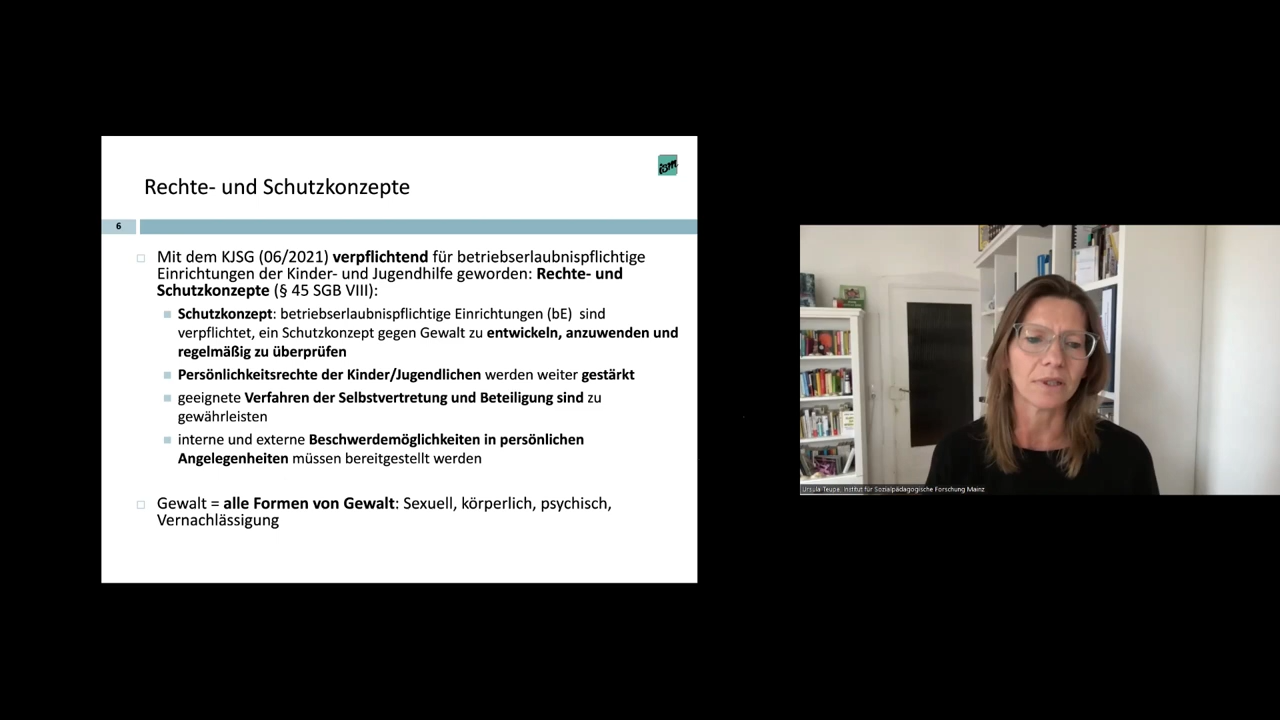 ism
Rechte- und Schutzkonzepte
6
Mit dem KJSG (06/2021) verpflichtend für betriebserlaubnispflichtige
Einrichtungen der Kinder- und Jugendhilfe geworden: Rechte- und
Schutzkonzepte (§ 45 SGB VIII):
Schutzkonzept: betriebserlaubnispflichtige Einrichtungen (bE) sind
verpflichtet, ein Schutzkonzept gegen Gewalt zu entwickeln, anzuwenden und
regelmäßig zu überprüfen
Persönlichkeitsrechte der Kinder/Jugendlichen werden weiter gestärkt
geeignete Verfahren der Selbstvertretung und Beteiligung sind zu
gewährleisten
interne und externe Beschwerdemöglichkeiten in persönlichen
Angelegenheiten müssen bereitgestellt werden
Gewalt = alle Formen von Gewalt: Sexuell, körperlich, psychisch,
Vernachlässigung
Ursula Teupe, Institut für Sozialpädagogische Forschung Mainz